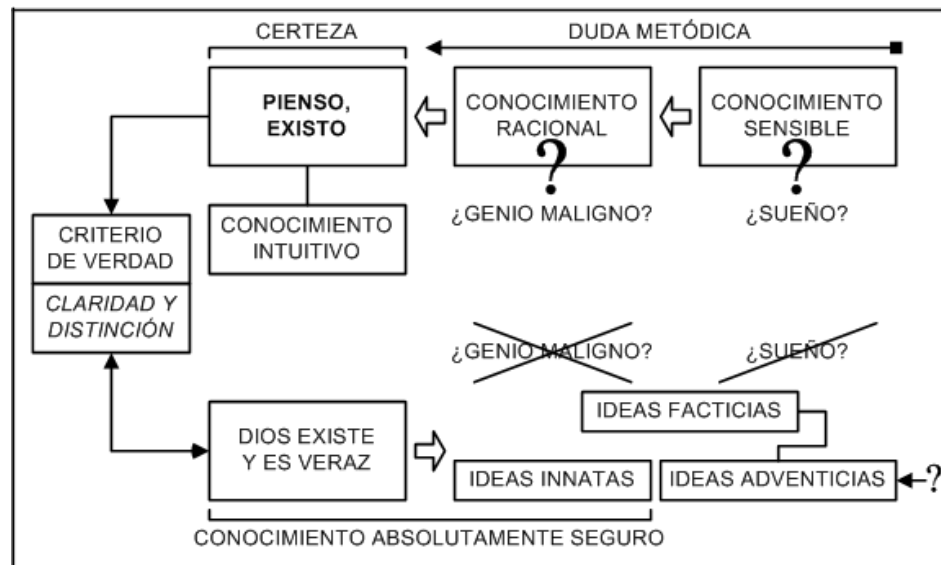 CERTEZA
DUDA METÓDICA
PIENSO,
EXISTO
CONOCIMIENTO
RACIONAL
?
¿GENIO MALIGNO?
CONOCIMIENTO
SENSIBLE
?
¿SUEÑO?
CONOCIMIENTO
INTUITIVO
CRITERIO
DE VERDAD
CLARIDAD Y
DISTINCIÓN
¿GENIO MALIGNO?
¿SUEÑO?
IDEAS FACTICIAS
DIOS EXISTE
Y ES VERAZ
IDEAS INNATAS
IDEAS ADVENTICIAS
?
CONOCIMIENTO ABSOLUTAMENTE SEGURO